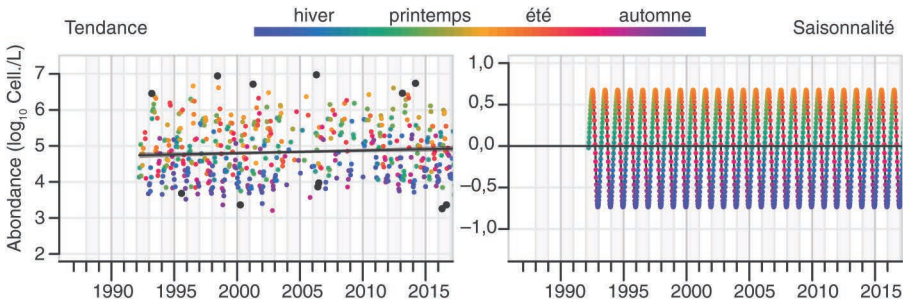 hiver printemps été automne
Tendance
Saisonnalité
Abondance (log10 Cell./L)
7
6
5
4
3
2
1990 1995 2000 2005 2010 2015
1,0
0,5
0,0
−0,5
−1,0
1990 1995 2000 2005 2010 2015